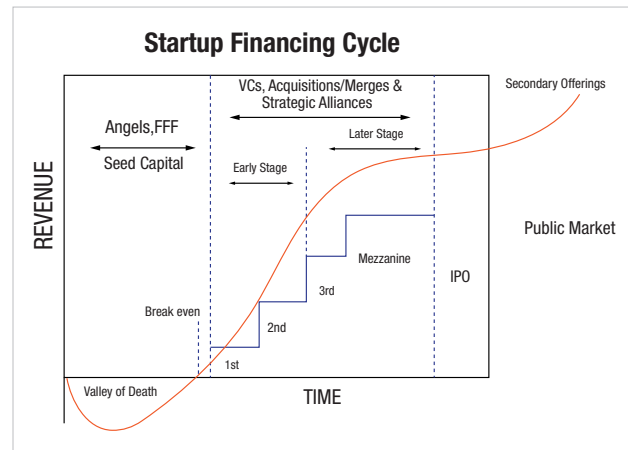 Startup Financing Cycle
VCs, Acquisitions/Merges &
Strategic Alliances
Secondary Offerings
Angels,FFF
Seed Capital
Later Stage
Early Stage
REVENUE
Public Market
Mezzanine
IPO
3rd
Break even
2nd
1st
Valley of Death
TIME